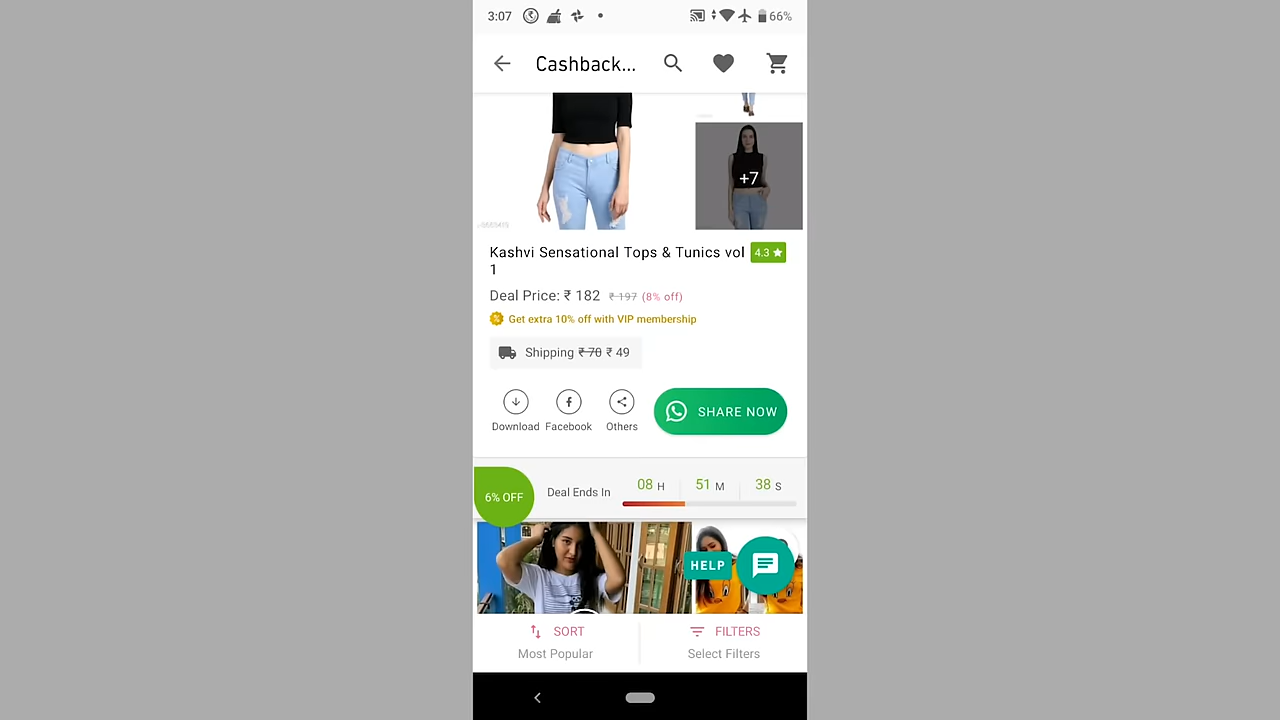 3:07
66%
Cashback...
+7
Kashvi Sensational Tops & Tunics vol
1
4.3
Deal Price: ₹ 182 ₹ 197 (8% off)
Get extra 10% off with VIP membership
Shipping ₹ 70 ₹ 49
Download Facebook Others
SHARE NOW
6% OFF
Deal Ends In
08 H 51 M 38 S
HELP
SORT
Most Popular
FILTERS
Select Filters